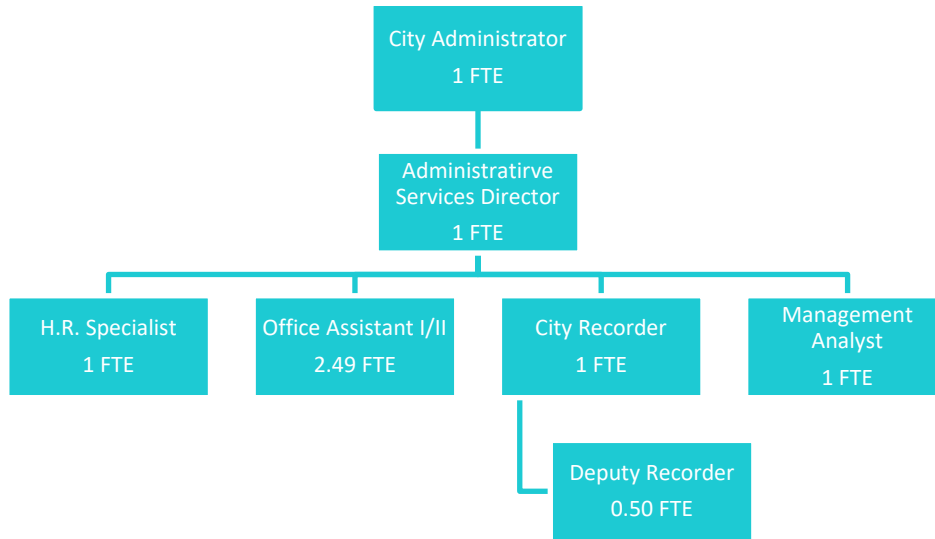 City Administrator
1 FTE
Administratirve
Services Director
1 FTE
H.R. Specialist
1 FTE
Office Assistant I/II
2.49 FTE
City Recorder
1 FTE
Management
Analyst
1 FTE
Deputy Recorder
0.50 FTE